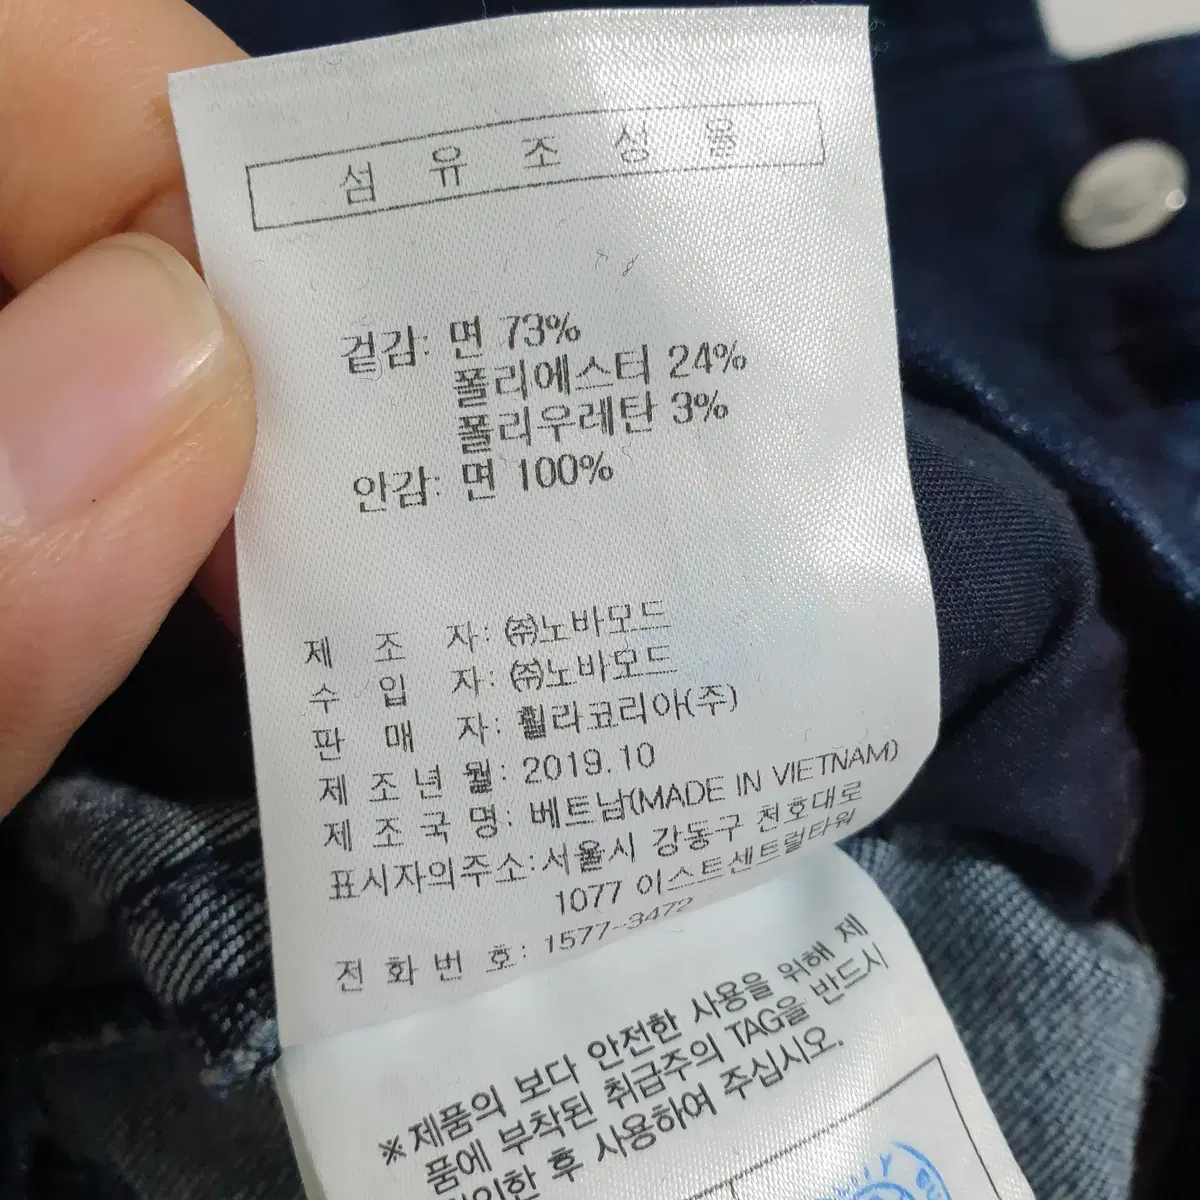 섬 유 조 성 율
겉감: 면 73%
폴리에스터 24%
폴리우레탄 3%
안감: 면 100%
제 조 자: ㈜노바모드
수 입 자: ㈜노바모드
판 매 자: 휠라코리아(주)
제 조 년 월: 2019.10
제 조 국 명: 베트남(MADE IN VIETNAM)
표시자의주소: 서울시 강동구 천호대로
1077 이스트센트럴타워
전 화 번 호: 1577-3472
※제품의 보다 안전한 사용을 위해 제
품에 부착된 취급주의 TAG을 반드시
확인한 후 사용하여 주십시오.